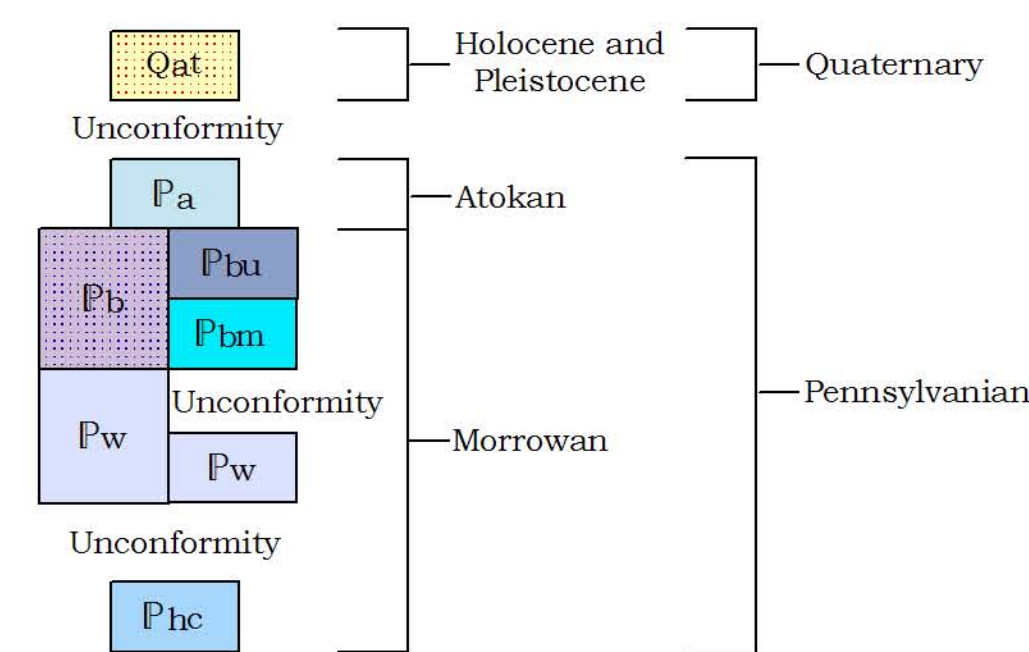 Qat
Holocene and
Pleistocene
Quaternary
Unconformity
ℙa
Atokan
ℙb
ℙbu
ℙbm
Pennsylvanian
Unconformity
ℙw
ℙw
Morrowan
Unconformity
ℙhc